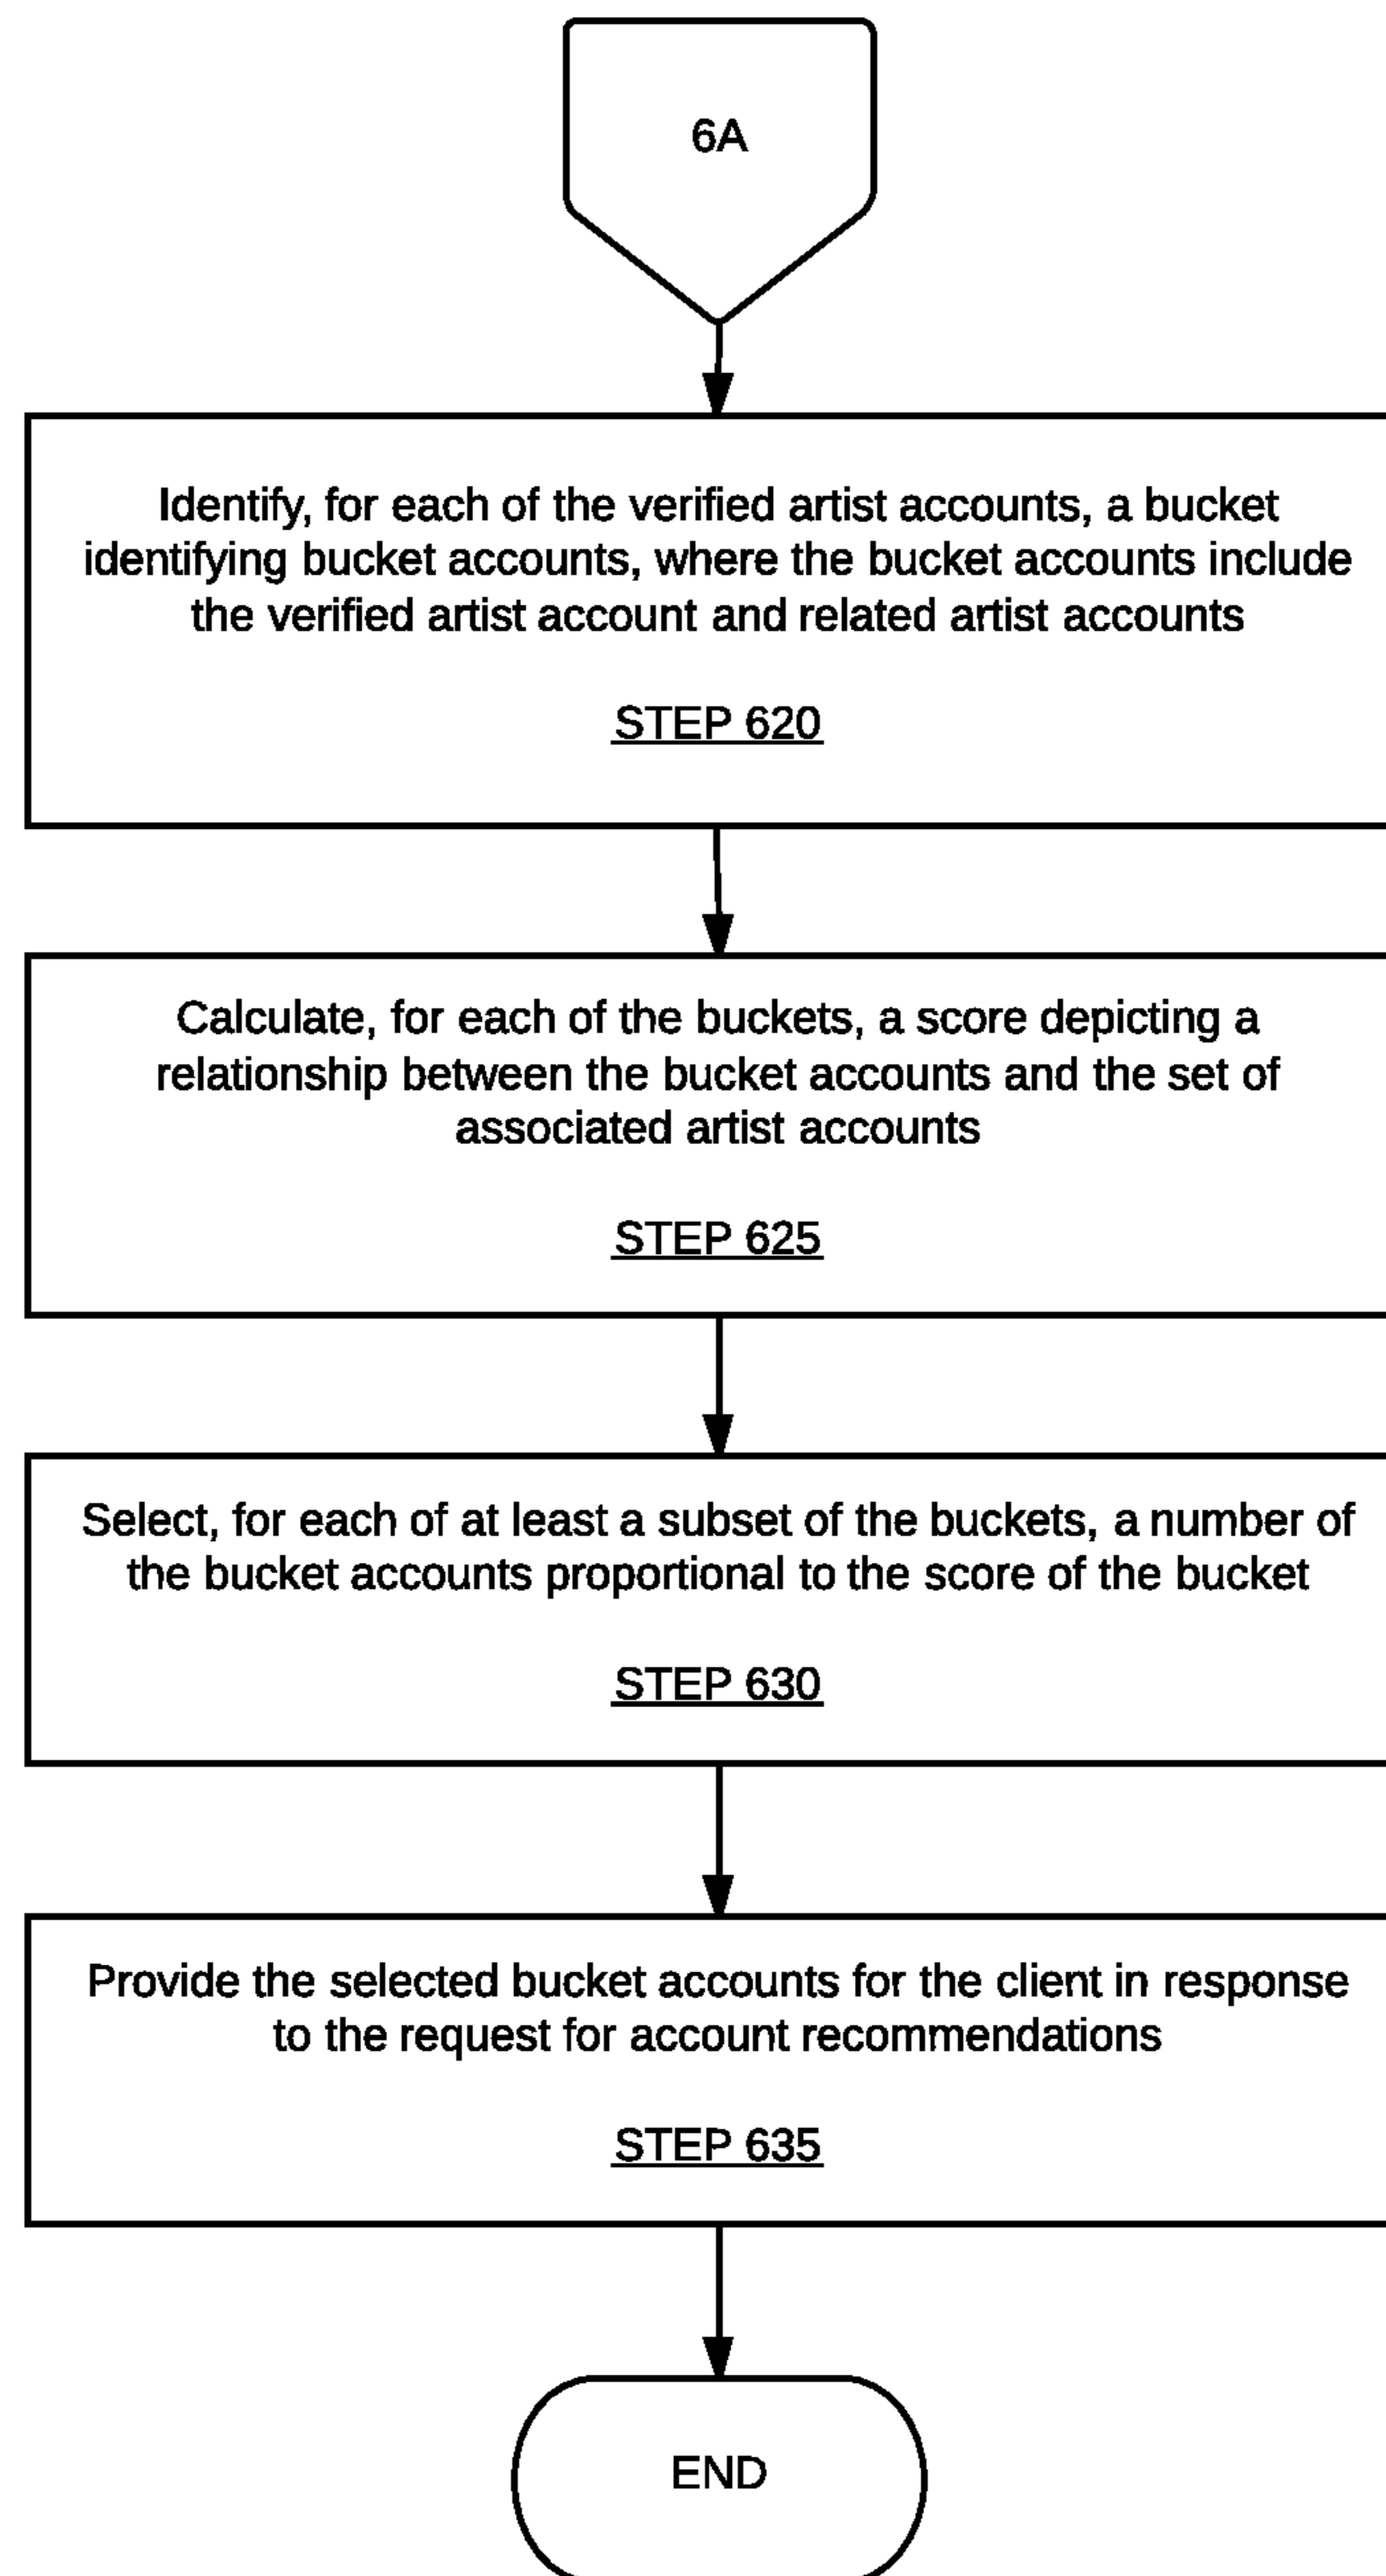 6A
Identify, for each of the verified artist accounts, a bucket
identifying bucket accounts, where the bucket accounts include
the verified artist account and related artist accounts
STEP 620
Calculate, for each of the buckets, a score depicting a
relationship between the bucket accounts and the set of
associated artist accounts
STEP 625
Select, for each of at least a subset of the buckets, a number of
the bucket accounts proportional to the score of the bucket
STEP 630
Provide the selected bucket accounts for the client in response
to the request for account recommendations
STEP 635
END